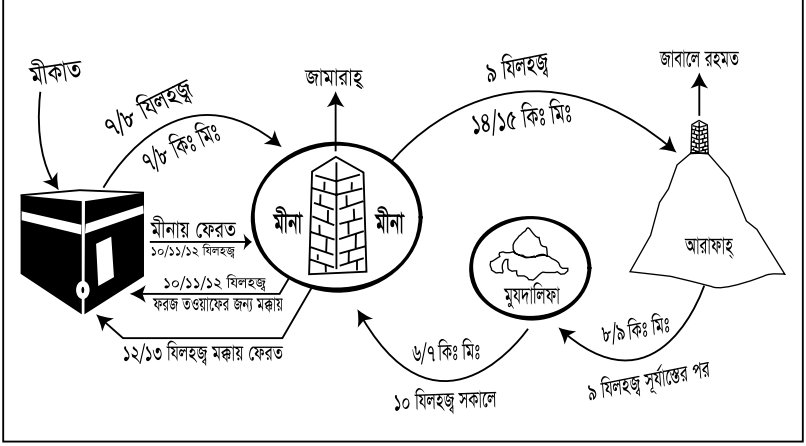 মীকাত
৭/৮ যিলহজ্ব
৭/৮ কিঃ মিঃ
জামারাহ্
৯ যিলহজ্ব
১৪/১৫ কিঃ মিঃ
জাবালে রহমত
মীনা
মীনা
মীনায় ফেরত
১০/১১/১২ যিলহজ্ব
১০/১১/১২ যিলহজ্ব
ফরজ তওয়াফের জন্য মক্কায়
১২/১৩ যিলহজ্ব মক্কায় ফেরত
মুযদালিফা
আরাফাহ্
৮/৯ কিঃ মিঃ
৯ যিলহজ্ব সূর্যাস্তের পর
৬/৭ কিঃ মিঃ
১০ যিলহজ্ব সকালে